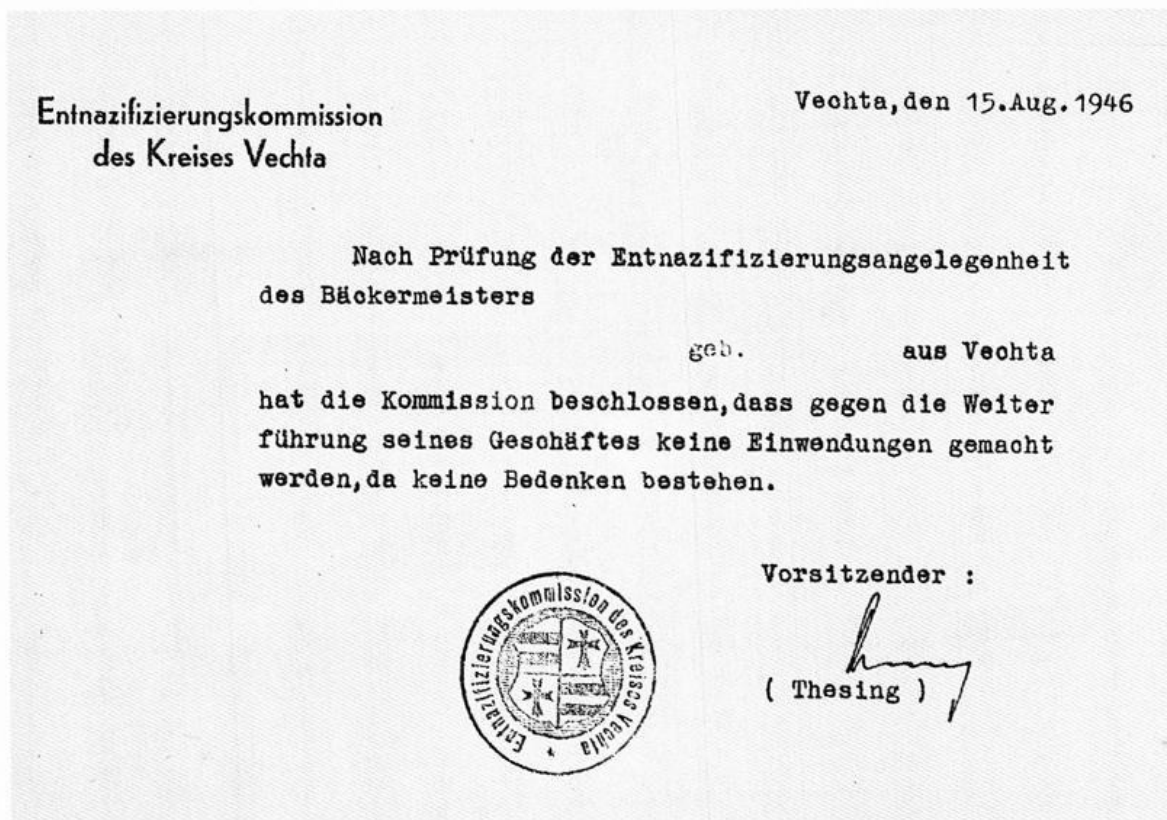 Entnazifizierungskommission
des Kreises Vechta
Vechta,den 15.Aug.1946
Nach Prüfung der Entnazifizierungsangelegenheit
des Bäckermeisters
geb. aus Vechta
hat die Kommission beschlossen,dass gegen die Weiter
führung seines Geschäftes keine Einwendungen gemacht
werden,da keine Bedenken bestehen.
Vorsitzender :
( Thesing )
Entnazifizierungskommission des Kreises Vechta